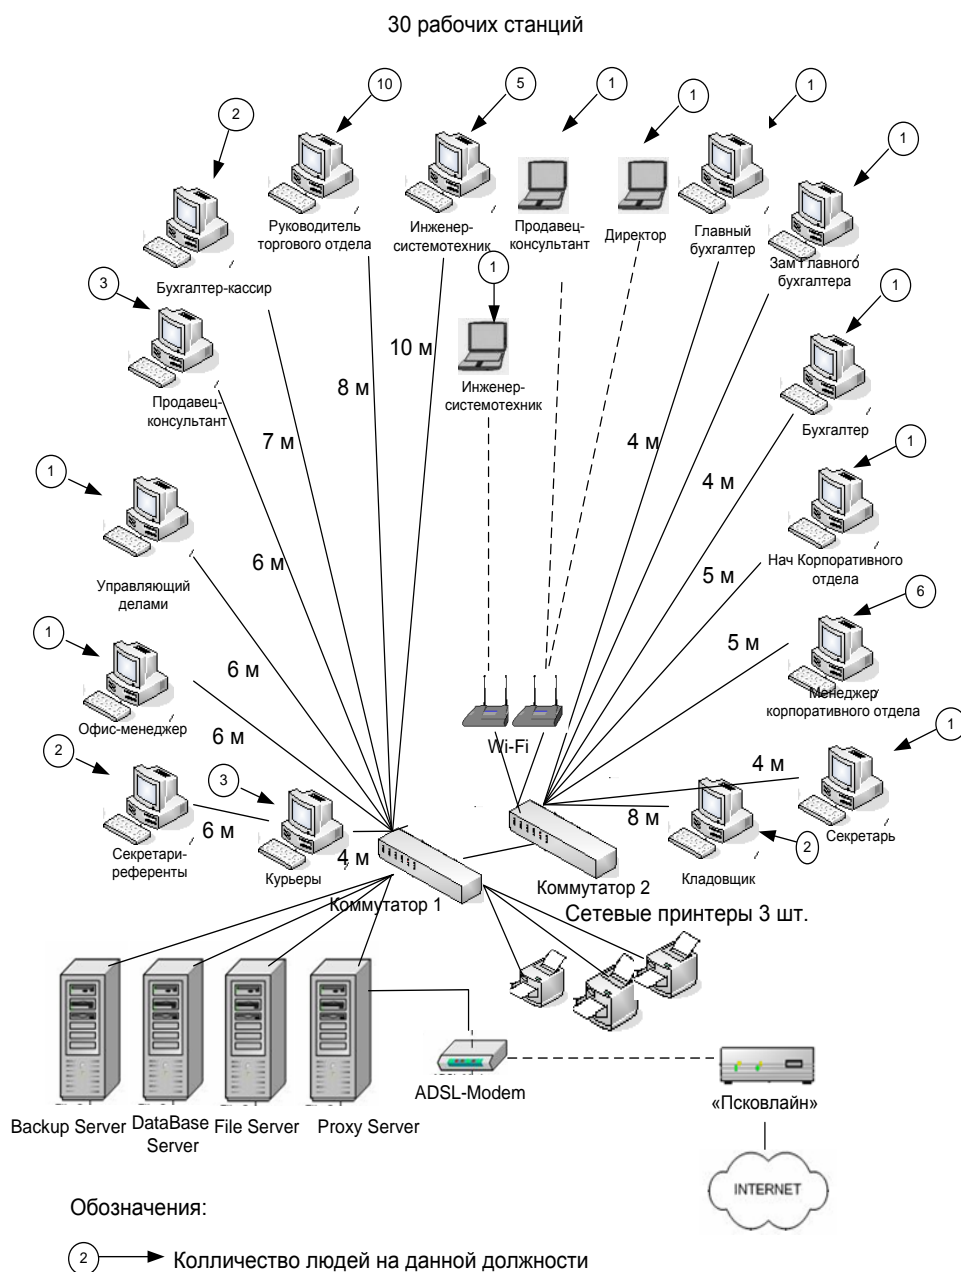 30 рабочих станций
10
5
1
1
1
2
1
Руководитель
торгового отдела
Инженер-
системотехник
Продавец-
консультант
Директор
Главный
бухгалтер
Зам Главного
бухгалтера
Бухгалтер-кассир
3
1
1
Продавец-
консультант
10 м
Инженер-
системотехник
8 м
Бухгалтер
7 м
4 м
1
1
4 м
Управляющий
делами
6 м
5 м
Нач Корпоративного
отдела
6
1
6 м
5 м
Менеджер
корпоративного отдела
Офис-менеджер
6 м
Wi-Fi
1
2
3
4 м
Секретари-
референты
6 м
Курьеры
4 м
8 м
2
Кладовщик
Секретарь
Коммутатор 1
Коммутатор 2
Сетевые принтеры 3 шт.
ADSL-Modem
«Псковлайн»
Backup Server
DataBase
Server
File Server
Proxy Server
INTERNET
Обозначения:
2
Колличество людей на данной должности